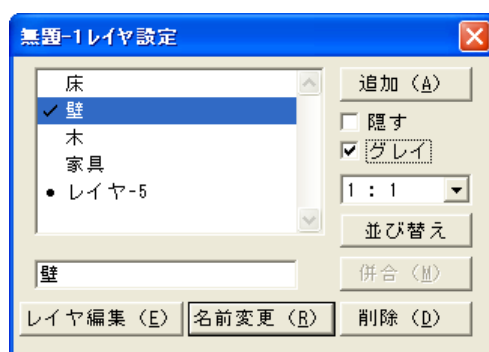 無題-1レイヤ設定
床
✓ 壁
木
家具
● レイヤ-5
壁
追加（A）
隠す
グレイ
1 : 1
並び替え
併合（M）
レイヤ編集（E）
名前変更（R）
削除（D）